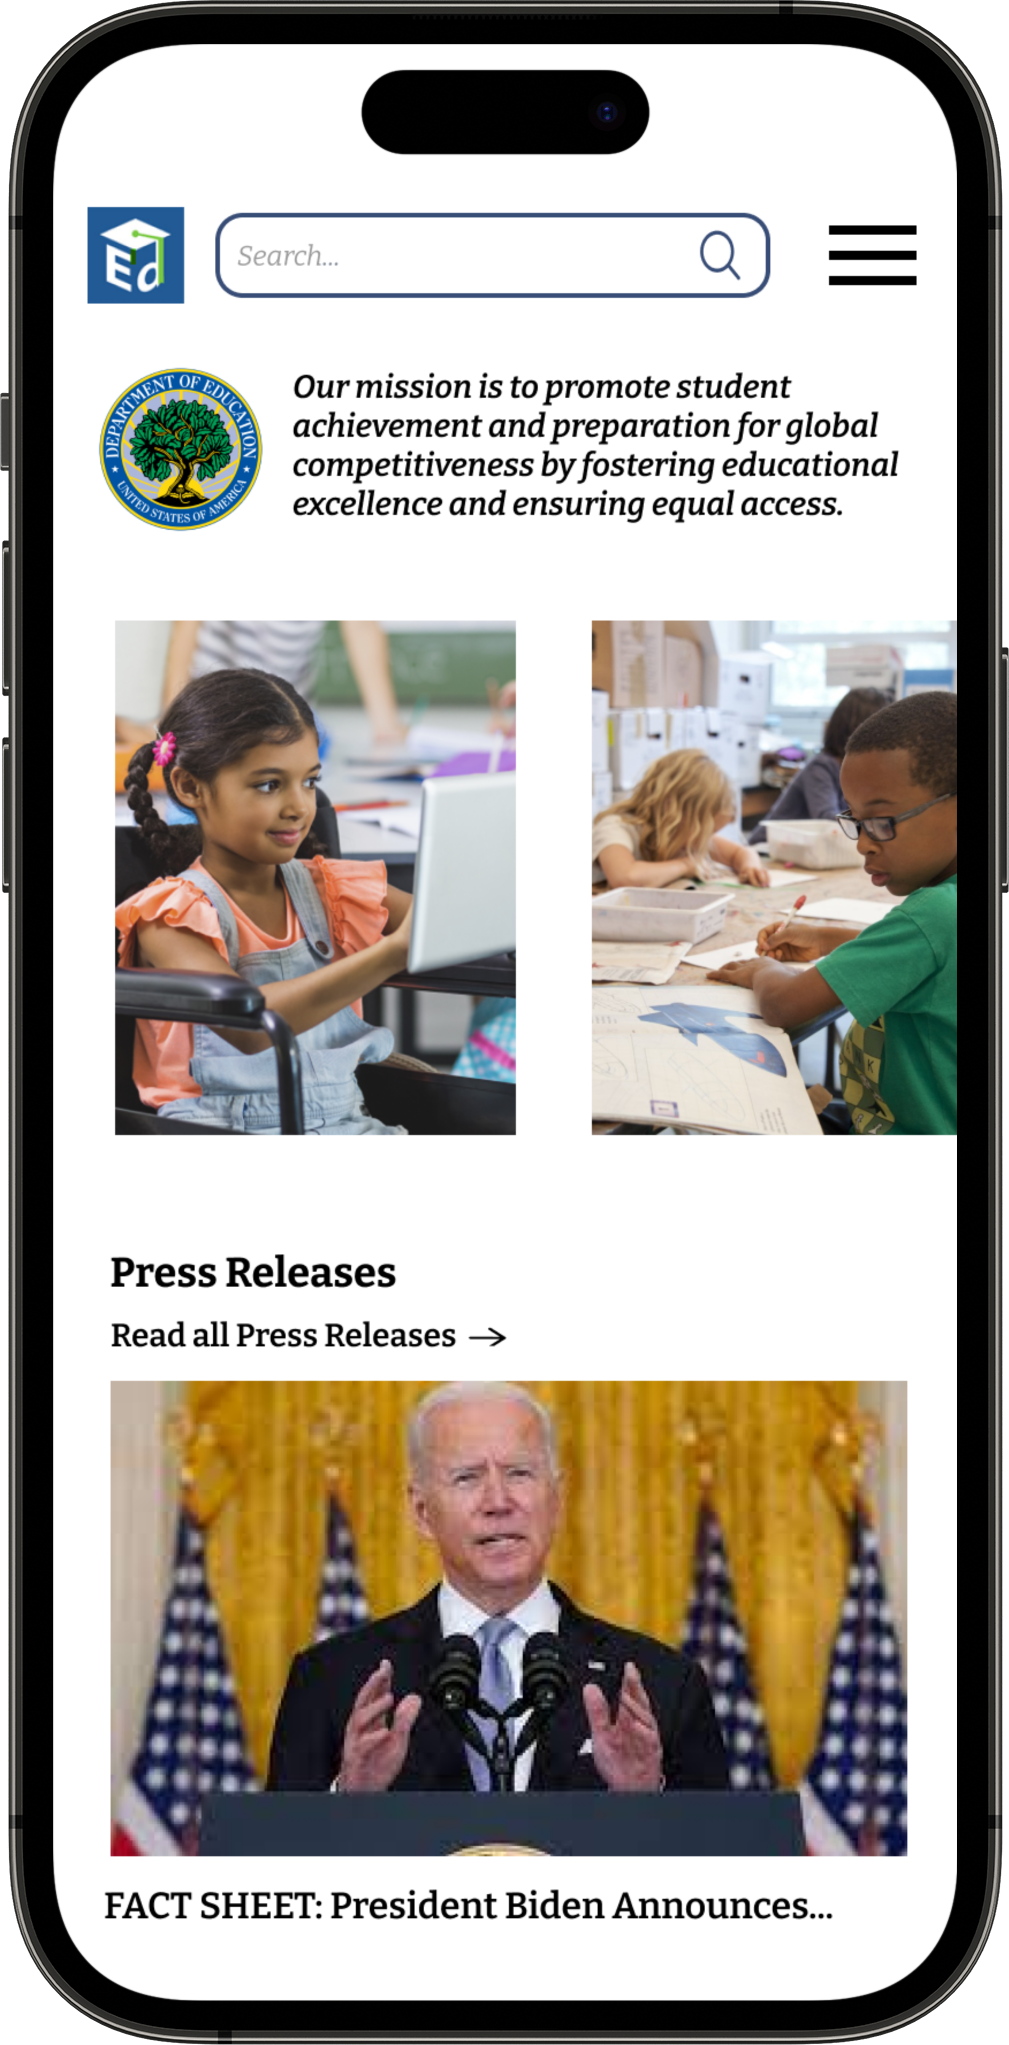 Ed
Search...
DEPARTMENT OF EDUCATION
UNITED STATES OF AMERICA
Our mission is to promote student
achievement and preparation for global
competitiveness by fostering educational
excellence and ensuring equal access.
Press Releases
Read all Press Releases →
FACT SHEET: President Biden Announces...